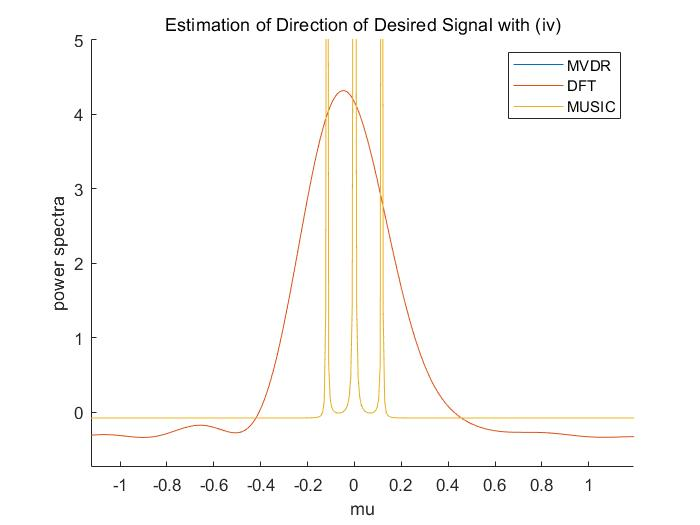 Estimation of Direction of Desired Signal with (iv)
MVDR
DFT
MUSIC
power spectra
5
4
3
2
1
0
-1 -0.8 -0.6 -0.4 -0.2 0 0.2 0.4 0.6 0.8 1
mu